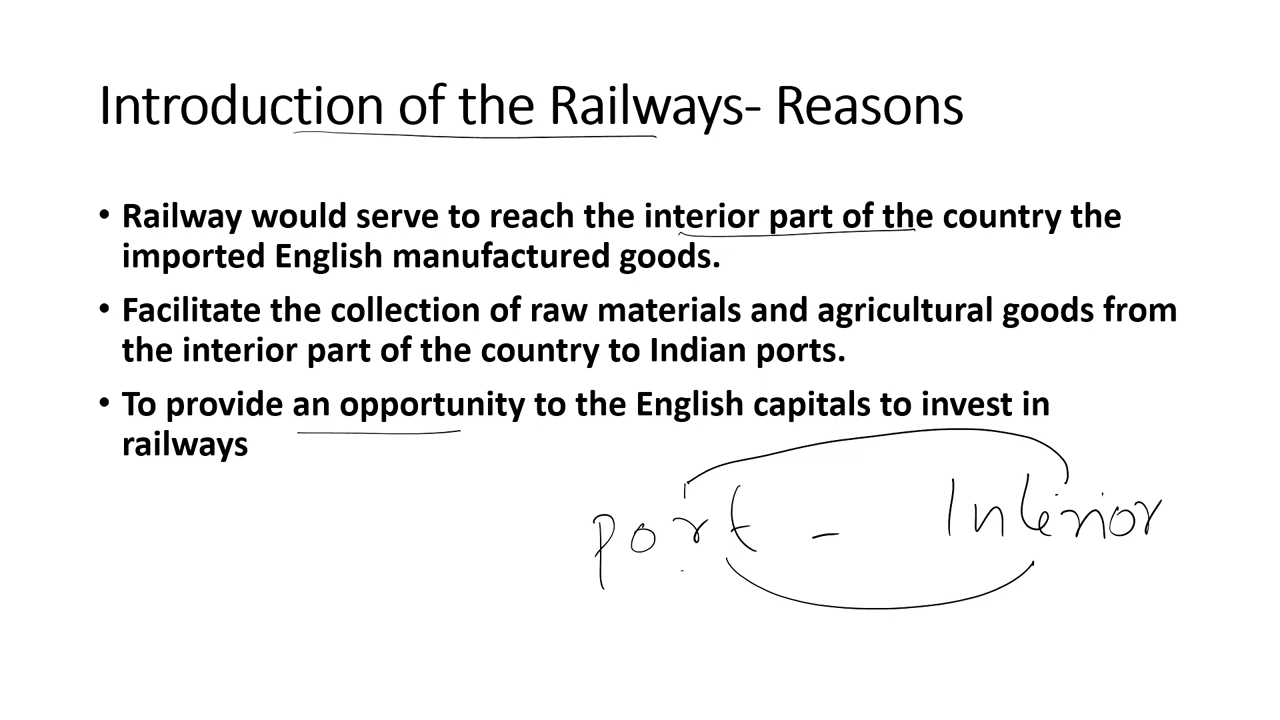 Introduction of the Railways- Reasons
• Railway would serve to reach the interior part of the country the
imported English manufactured goods.
• Facilitate the collection of raw materials and agricultural goods from
the interior part of the country to Indian ports.
• To provide an opportunity to the English capitals to invest in
railways
port - Interior